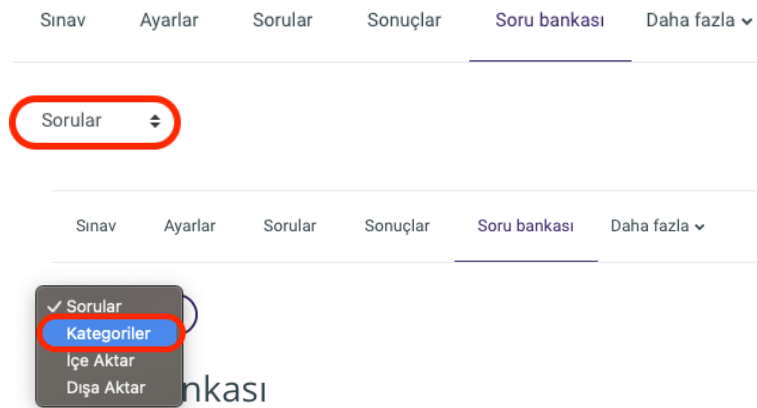 Sınav Ayarlar Sorular Sonuçlar Soru bankası Daha fazla
Sorular
Sınav Ayarlar Sorular Sonuçlar Soru bankası Daha fazla
✓ Sorular
Kategoriler
İçe Aktar
Dışa Aktar
nkası